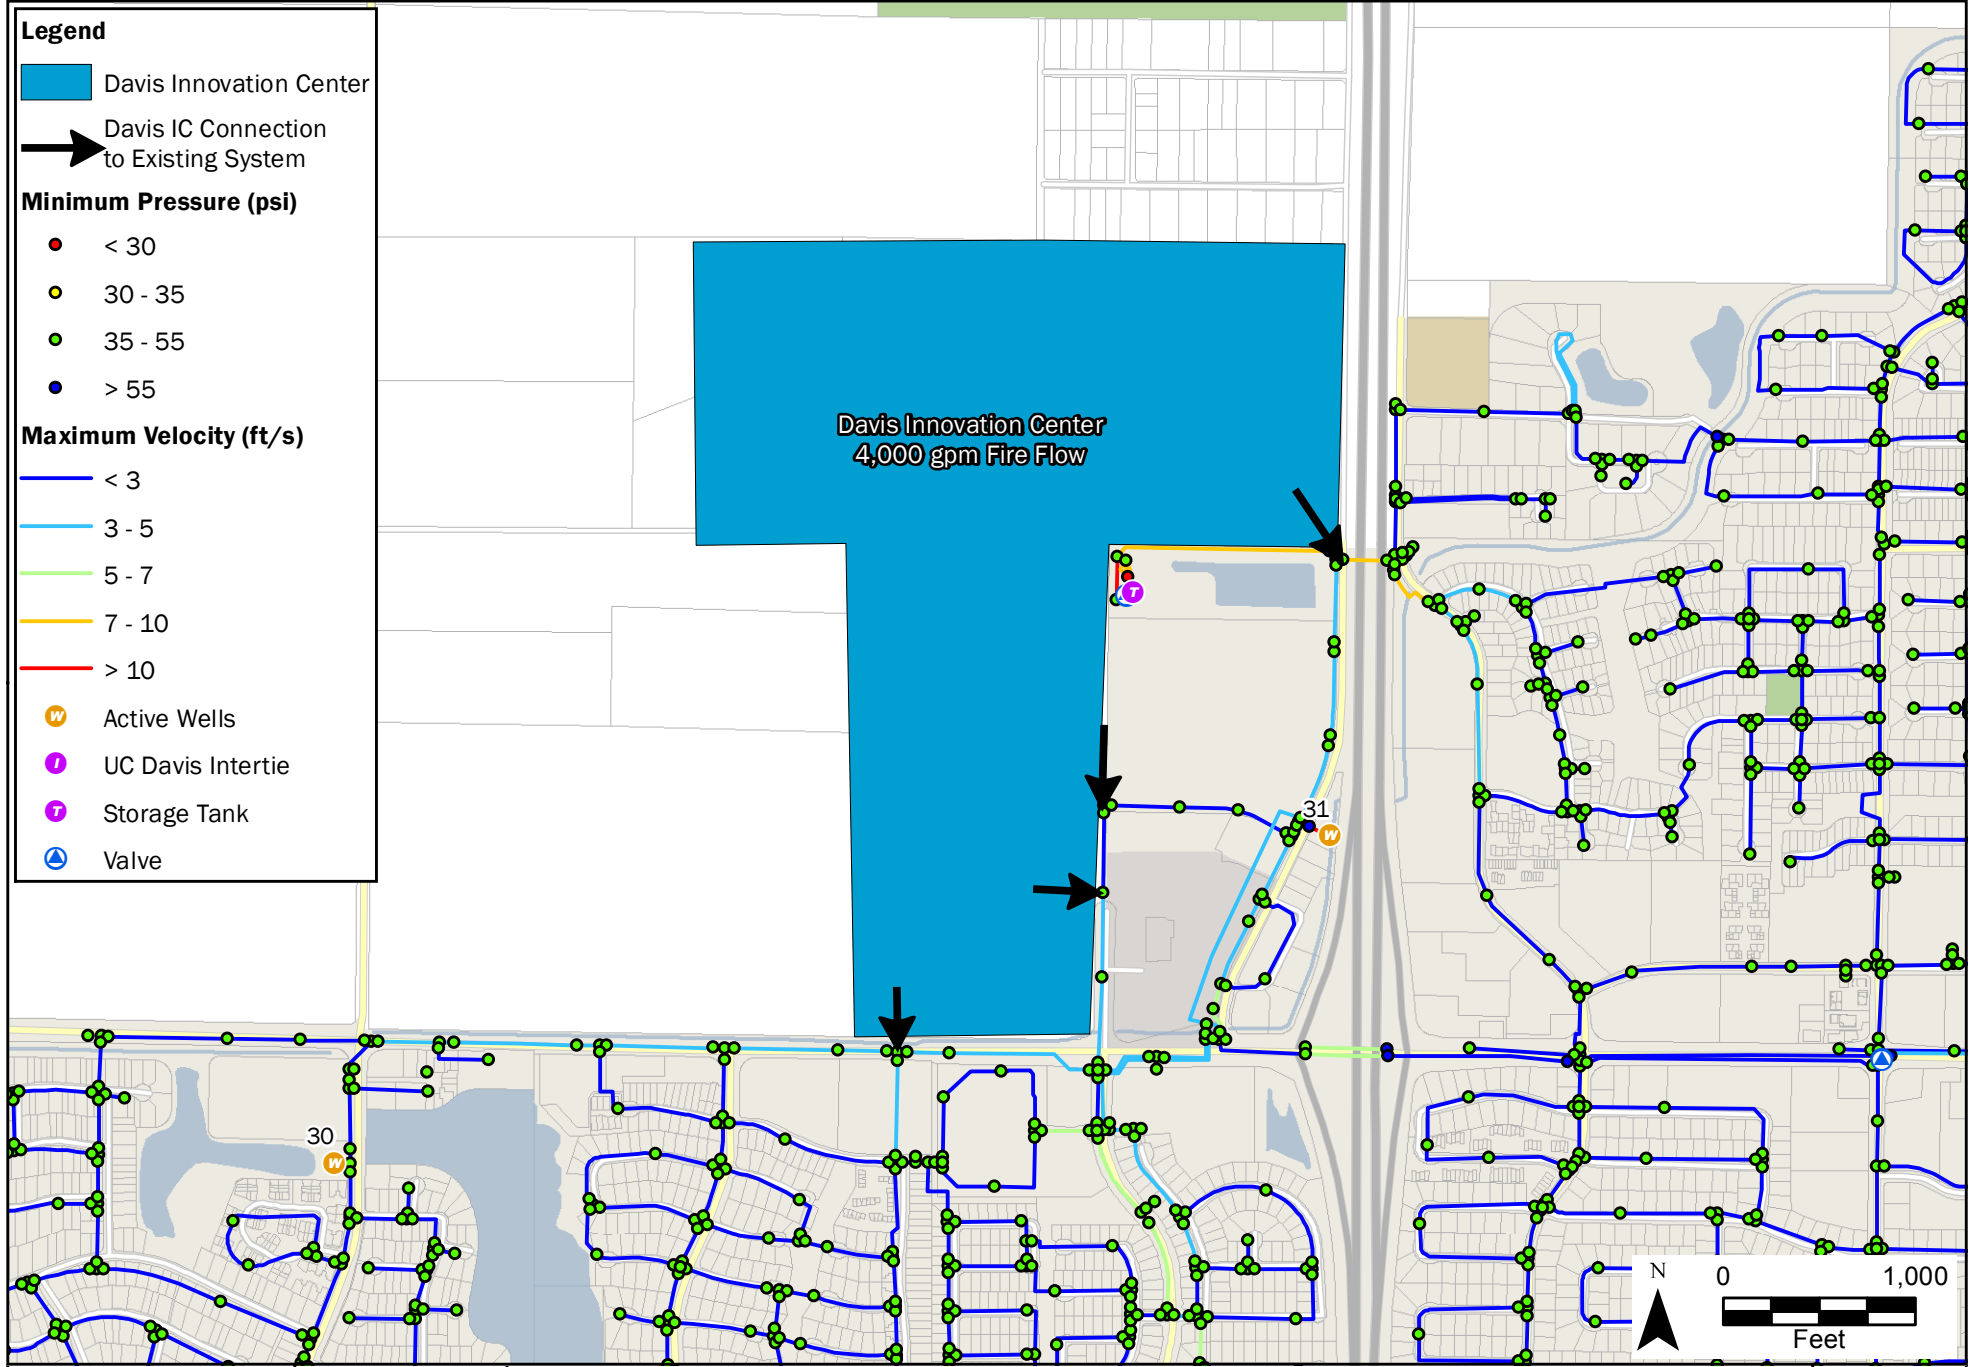 Legend
Davis Innovation Center
Davis IC Connection
to Existing System
Minimum Pressure (psi)
< 30
30 - 35
35 - 55
> 55
Maximum Velocity (ft/s)
< 3
3 - 5
5 - 7
7 - 10
> 10
W Active Wells
I UC Davis Intertie
T Storage Tank
Valve
Davis Innovation Center
4,000 gpm Fire Flow
T
31
W
30
W
N
0 1,000
Feet